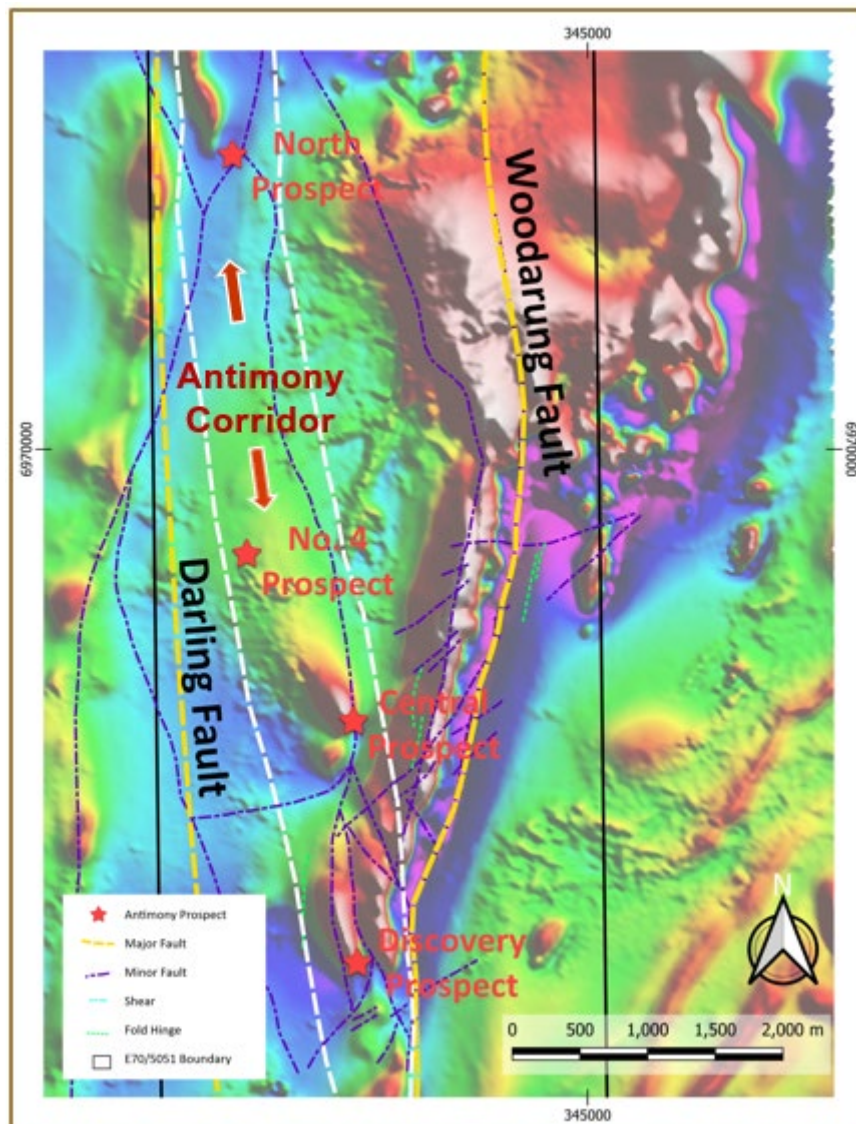 345000
North
Prospect
Woodarung Fault
Antimony
Corridor
6970000
6970000
No. 4
Prospect
Darling Fault
Central
Prospect
Discovery
Prospect
N
Antimony Prospect
Major Fault
Minor Fault
Shear
Fold Hinge
E70/5051 Boundary
0 500 1,000 1,500 2,000 m
345000